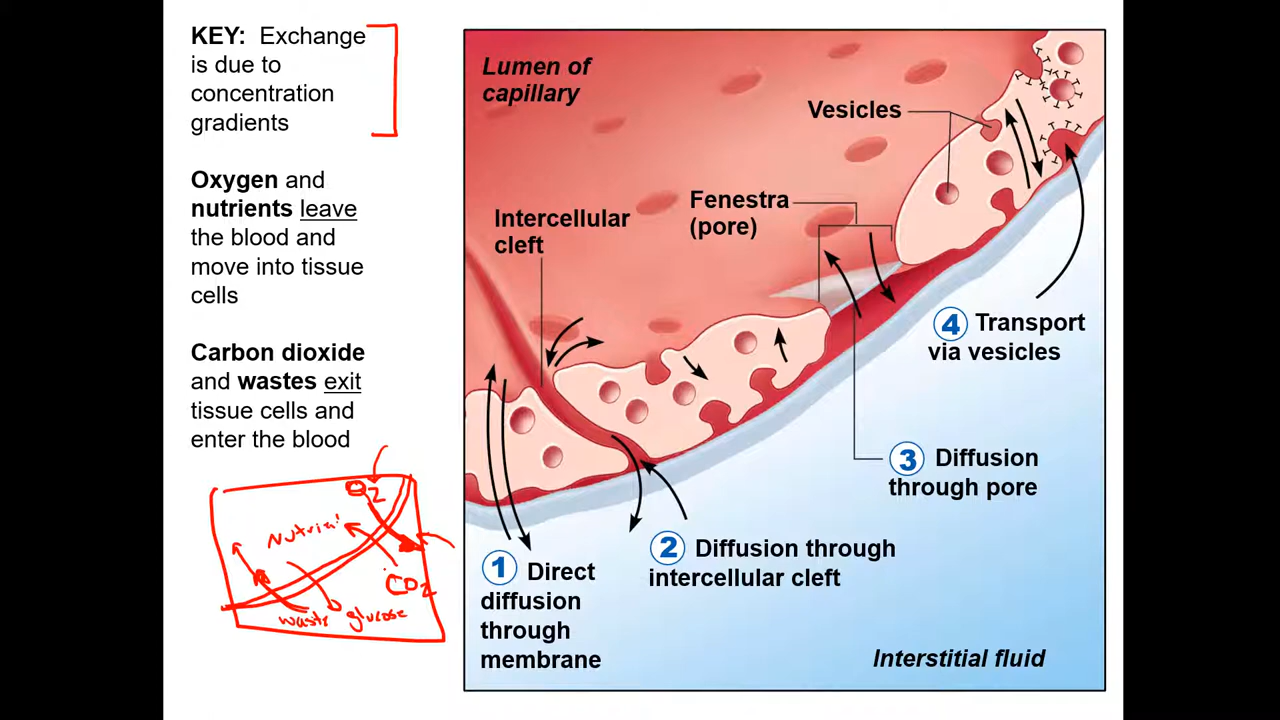 KEY: Exchange
is due to
concentration
gradients
Oxygen and
nutrients leave
the blood and
move into tissue
cells
Carbon dioxide
and wastes exit
tissue cells and
enter the blood
O2
CO2
waste glucose
Lumen of
capillary
Vesicles
Fenestra
(pore)
Intercellular
cleft
4 Transport
via vesicles
3 Diffusion
through pore
2 Diffusion through
intercellular cleft
1 Direct
diffusion
through
membrane
Interstitial fluid